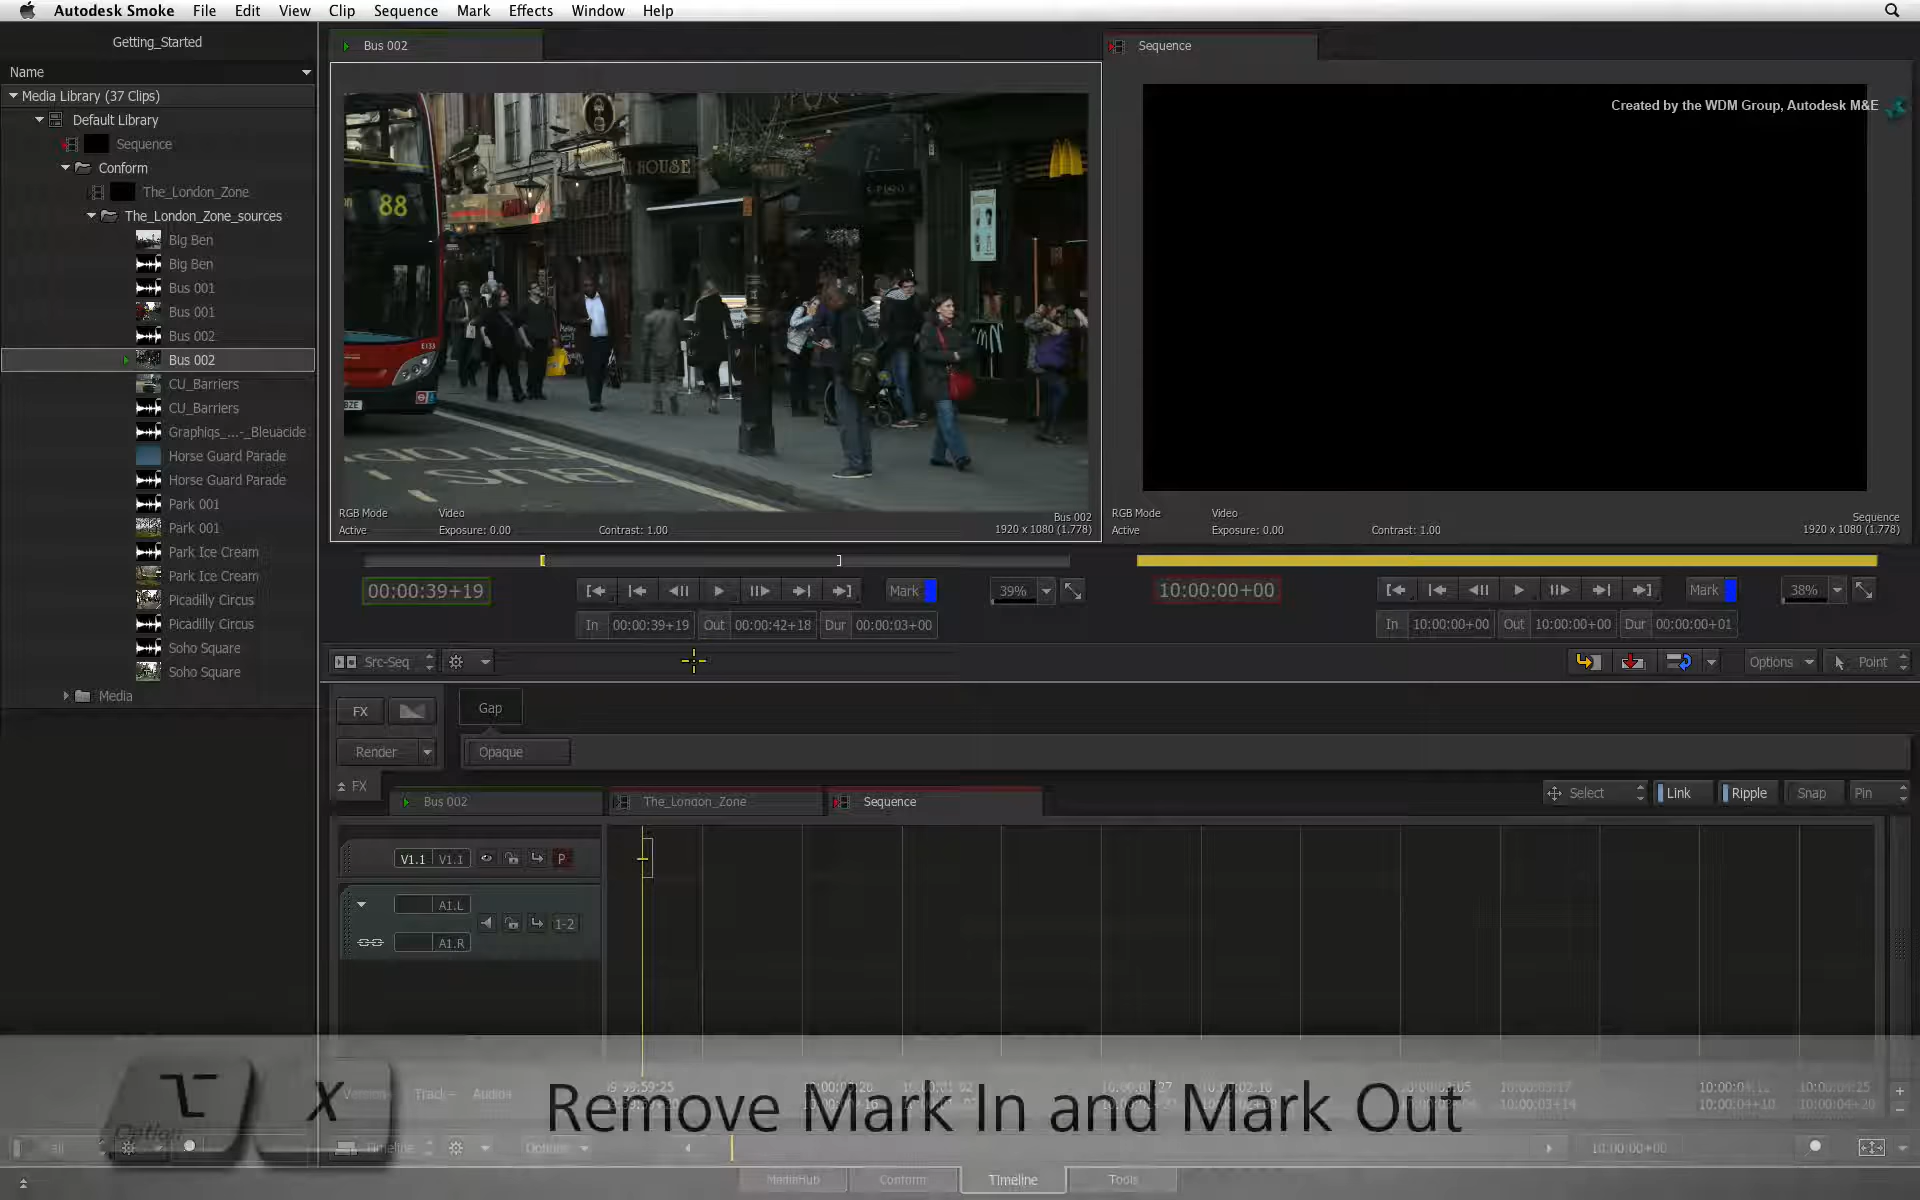 Autodesk Smoke File Edit View Clip Sequence Mark Effects Window Help
Getting_Started
Name
Media Library (37 Clips)
Default Library
Sequence
Conform
The_London_Zone
The_London_Zone_sources
Big Ben
Big Ben
Bus 001
Bus 001
Bus 002
Bus 002
CU_Barriers
CU_Barriers
Graphiqs_...-_Bleuacide
Horse Guard Parade
Horse Guard Parade
Park 001
Park 001
Park Ice Cream
Park Ice Cream
Picadilly Circus
Picadilly Circus
Soho Square
Soho Square
Media
Bus 002
88
HOUSE
E133
BUS STOP
RGB Mode Video Bus 002
Active Exposure: 0.00 Contrast: 1.00 1920 x 1080 (1.778)
00:00:39+19 Mark 39%
In 00:00:39+19 Out 00:00:42+18 Dur 00:00:03+00
Sequence
Created by the WDM Group, Autodesk M&E
RGB Mode Video Sequence
Active Exposure: 0.00 Contrast: 1.00 1920 x 1080 (1.778)
10:00:00+00 Mark 38%
In 10:00:00+00 Out 10:00:00+00 Dur 00:00:00+01
Src-Seq Options Point
FX Gap
Render Opaque
FX
Bus 002 The_London_Zone Sequence Select Link Ripple Snap Pin
V1.1 V1.1 P
A1.L
1-2
A1.R
Option X Remove Mark In and Mark Out
Track Audio
Timeline Options 10:00:00+00
MediaHub Conform Timeline Tools